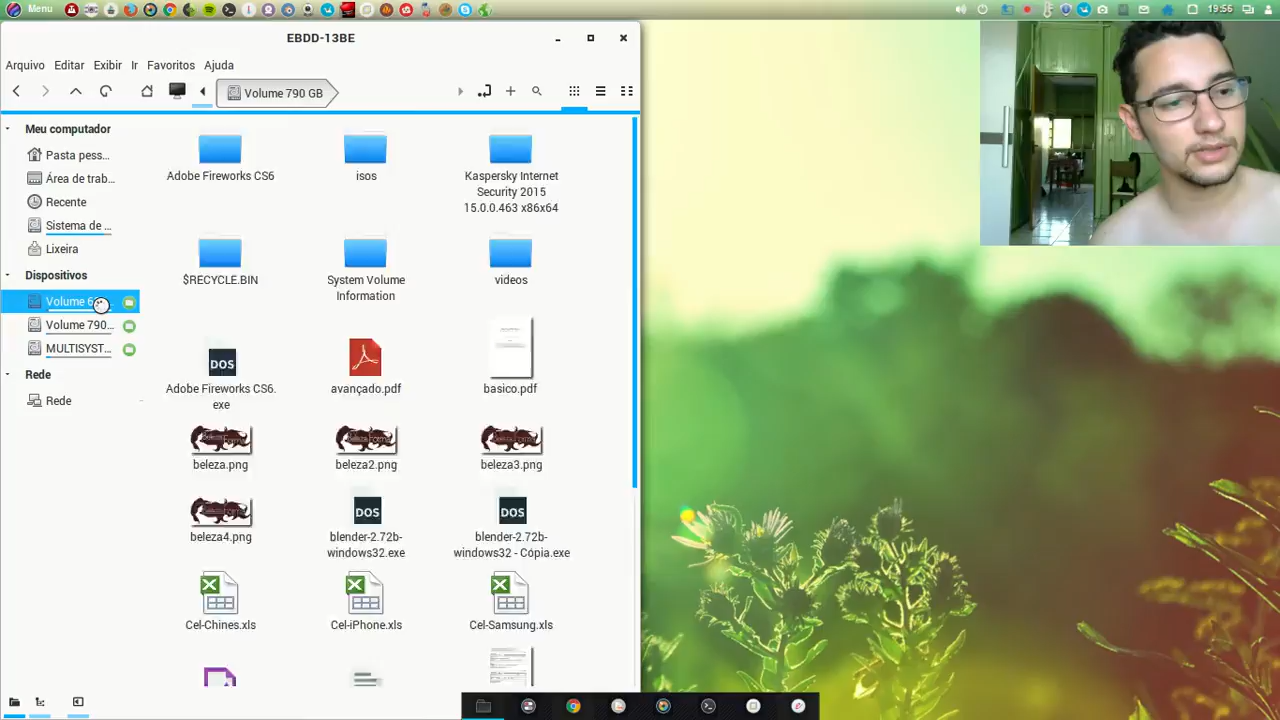 Menu
19:55
EBDD-13BE
Arquivo Editar Exibir Ir Favoritos Ajuda
Volume 790 GB
Meu computador
Pasta pess...
Área de trab...
Recente
Sistema de ...
Lixeira
Dispositivos
Volume 6
Volume 790...
MULTISYST...
Rede
Rede
Adobe Fireworks CS6
isos
Kaspersky Internet
Security 2015
15.0.0.463 x86x64
$RECYCLE.BIN
System Volume
Information
videos
DOS
Adobe Fireworks CS6.
exe
avançado.pdf
basico.pdf
beleza.png
beleza2.png
beleza3.png
beleza4.png
DOS
blender-2.72b-
windows32.exe
DOS
blender-2.72b-
windows32 - Cópia.exe
Cel-Chines.xls
Cel-iPhone.xls
Cel-Samsung.xls